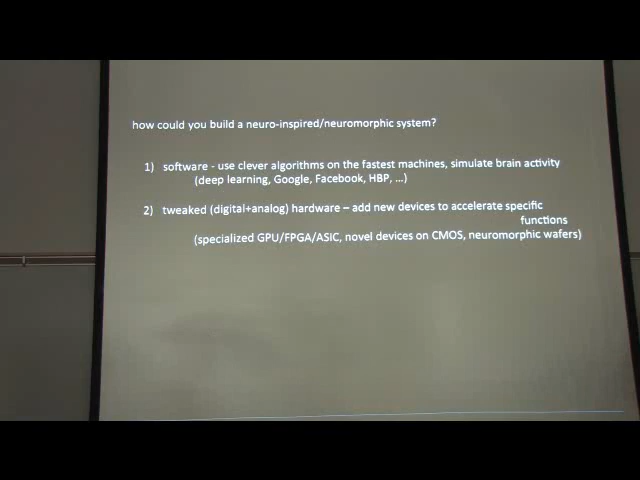 how could you build a neuro-inspired/neuromorphic system?
1) software - use clever algorithms on the fastest machines, simulate brain activity
(deep learning, Google, Facebook, HBP, ...)
2) tweaked (digital+analog) hardware – add new devices to accelerate specific
functions
(specialized GPU/FPGA/ASIC, novel devices on CMOS, neuromorphic wafers)